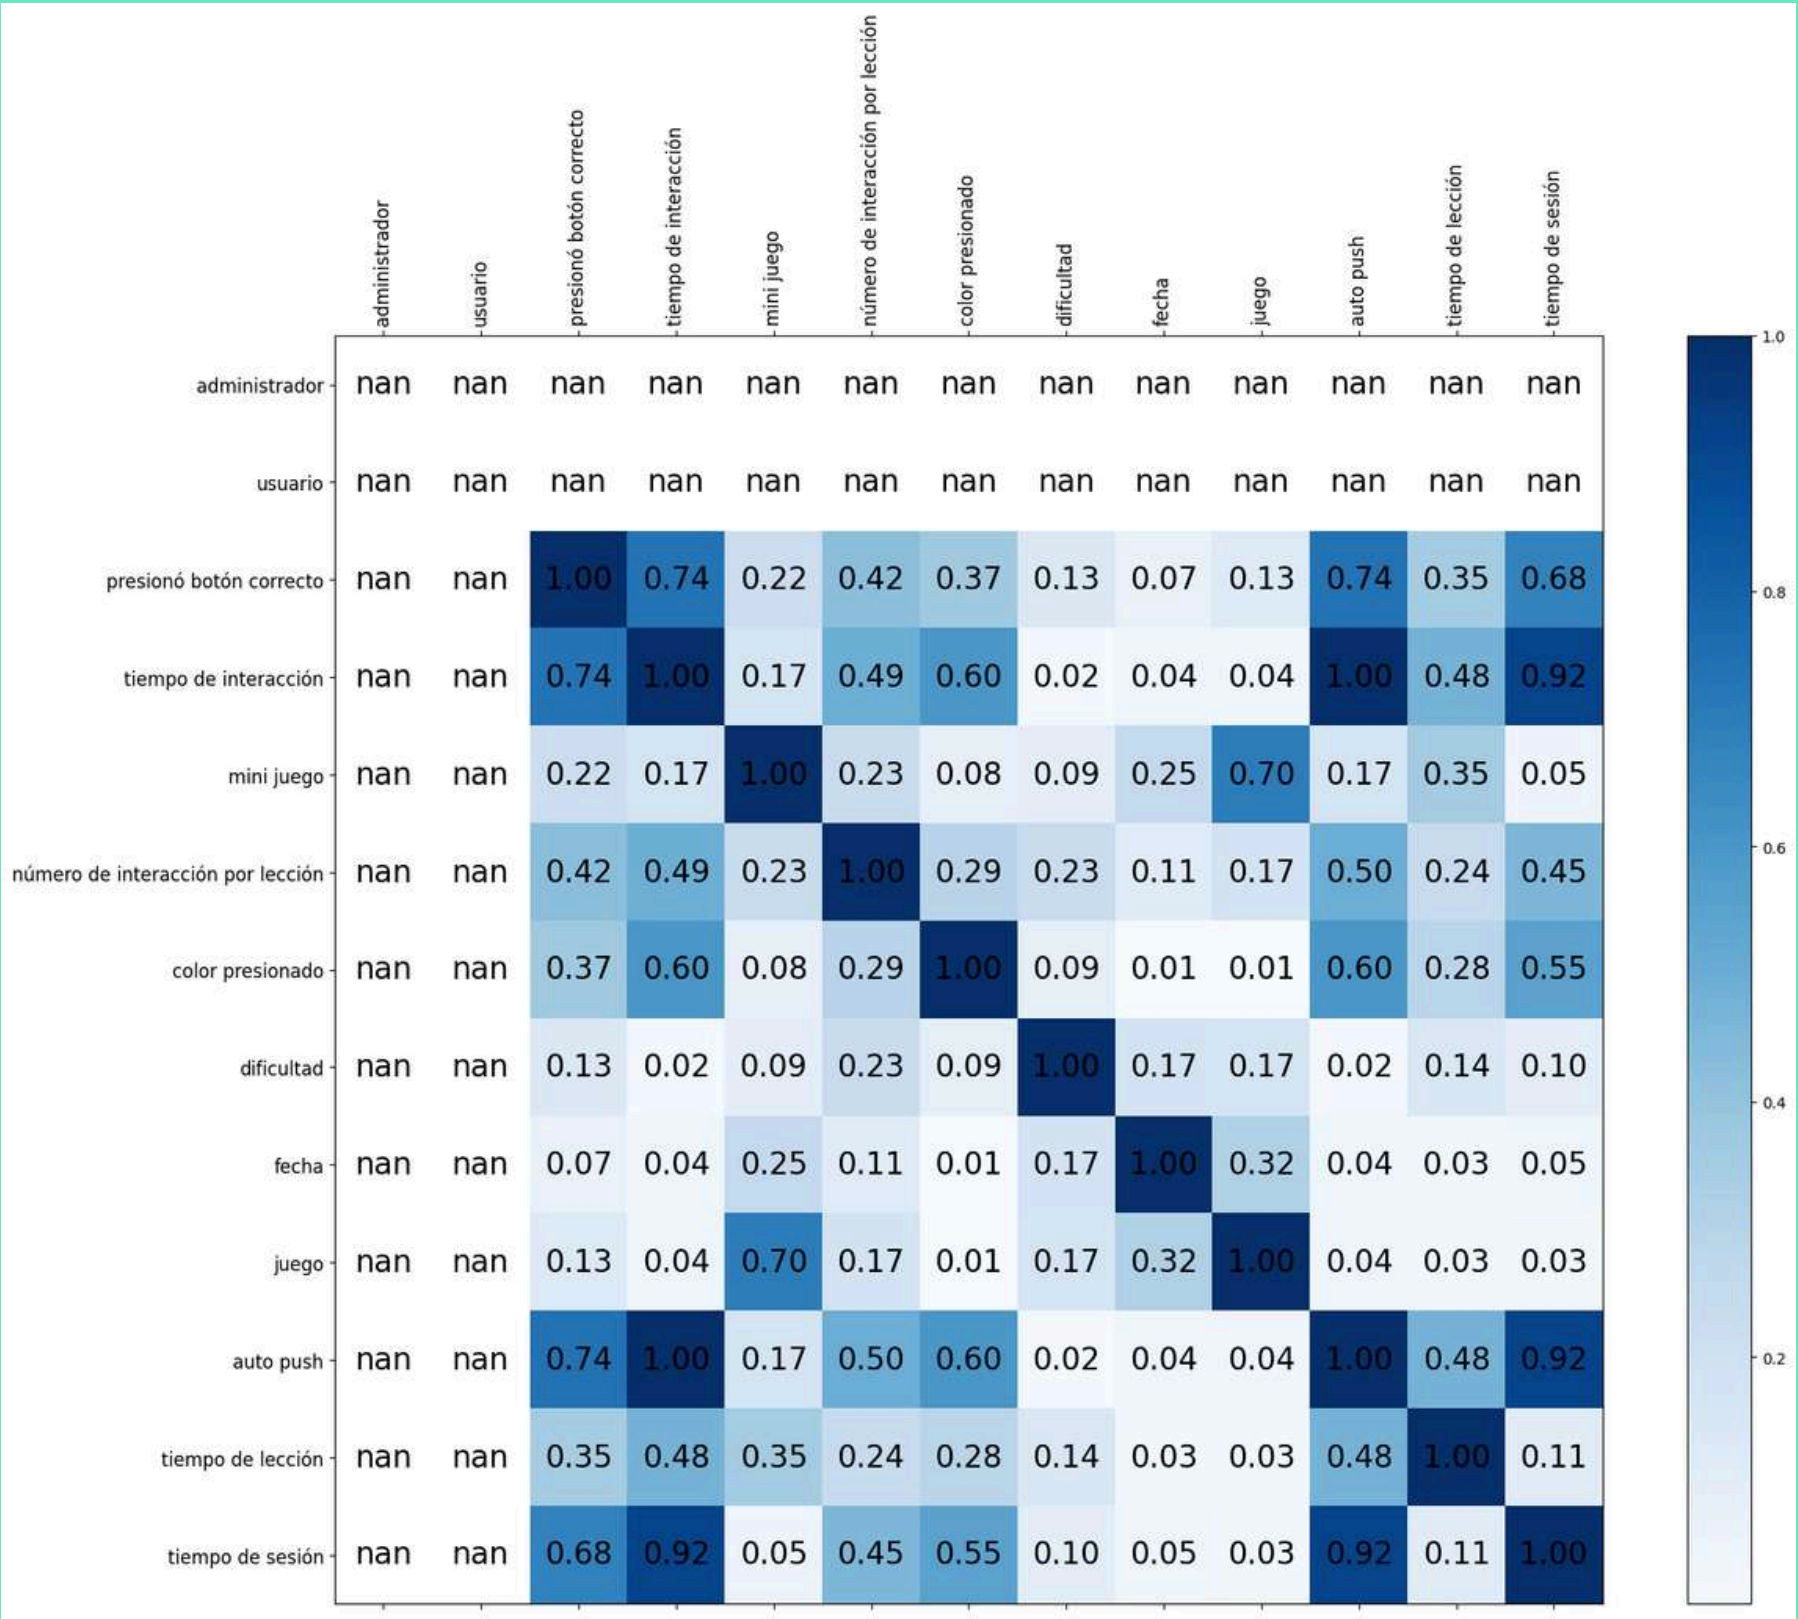 administrador
usuario
presionó botón correcto
tiempo de interacción
mini juego
número de interacción por lección
color presionado
dificultad
fecha
juego
auto push
tiempo de lección
tiempo de sesión
administrador nan nan nan nan nan nan nan nan nan nan nan nan nan
usuario nan nan nan nan nan nan nan nan nan nan nan nan nan
presionó botón correcto nan nan 1.00 0.74 0.22 0.42 0.37 0.13 0.07 0.13 0.74 0.35 0.68
tiempo de interacción nan nan 0.74 1.00 0.17 0.49 0.60 0.02 0.04 0.04 1.00 0.48 0.92
mini juego nan nan 0.22 0.17 1.00 0.23 0.08 0.09 0.25 0.70 0.17 0.35 0.05
número de interacción por lección nan nan 0.42 0.49 0.23 1.00 0.29 0.23 0.11 0.17 0.50 0.24 0.45
color presionado nan nan 0.37 0.60 0.08 0.29 1.00 0.09 0.01 0.01 0.60 0.28 0.55
dificultad nan nan 0.13 0.02 0.09 0.23 0.09 1.00 0.17 0.17 0.02 0.14 0.10
fecha nan nan 0.07 0.04 0.25 0.11 0.01 0.17 1.00 0.32 0.04 0.03 0.05
juego nan nan 0.13 0.04 0.70 0.17 0.01 0.17 0.32 1.00 0.04 0.03 0.03
auto push nan nan 0.74 1.00 0.17 0.50 0.60 0.02 0.04 0.04 1.00 0.48 0.92
tiempo de lección nan nan 0.35 0.48 0.35 0.24 0.28 0.14 0.03 0.03 0.48 1.00 0.11
tiempo de sesión nan nan 0.68 0.92 0.05 0.45 0.55 0.10 0.05 0.03 0.92 0.11 1.00
1.0
0.8
0.6
0.4
0.2